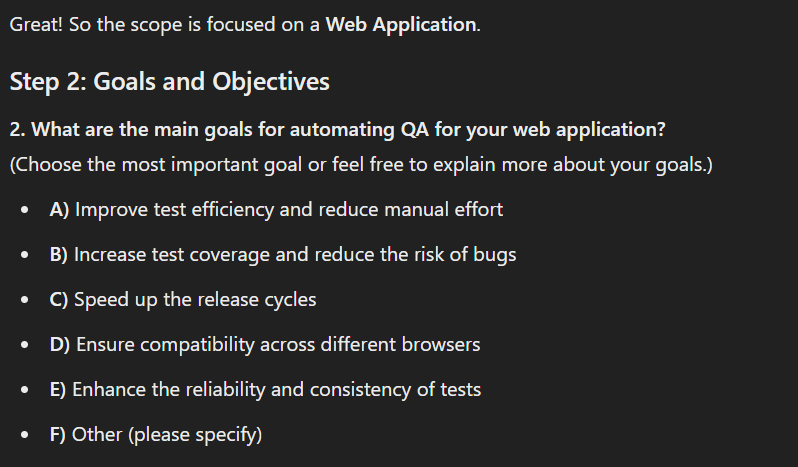 Great! So the scope is focused on a Web Application.
Step 2: Goals and Objectives
2. What are the main goals for automating QA for your web application?
(Choose the most important goal or feel free to explain more about your goals.)
• A) Improve test efficiency and reduce manual effort
• B) Increase test coverage and reduce the risk of bugs
• C) Speed up the release cycles
• D) Ensure compatibility across different browsers
• E) Enhance the reliability and consistency of tests
• F) Other (please specify)